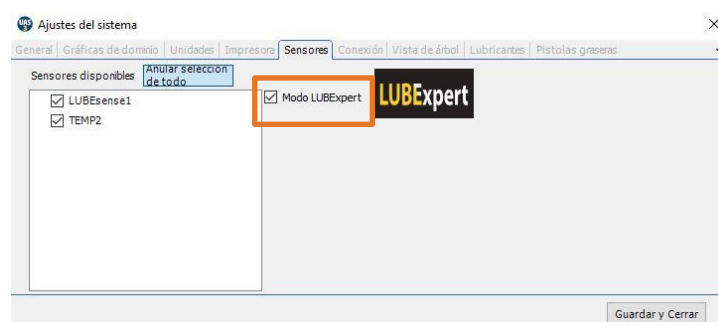 Ajustes del sistema
General Gráficas de dominio Unidades Impresora Sensores Conexión Vista de árbol Lubricantes Pistolas graseras
Sensores disponibles
Anular selección
de todo
LUBEsense1
TEMP2
Modo LUBExpert
LUBExpert
Guardar y Cerrar